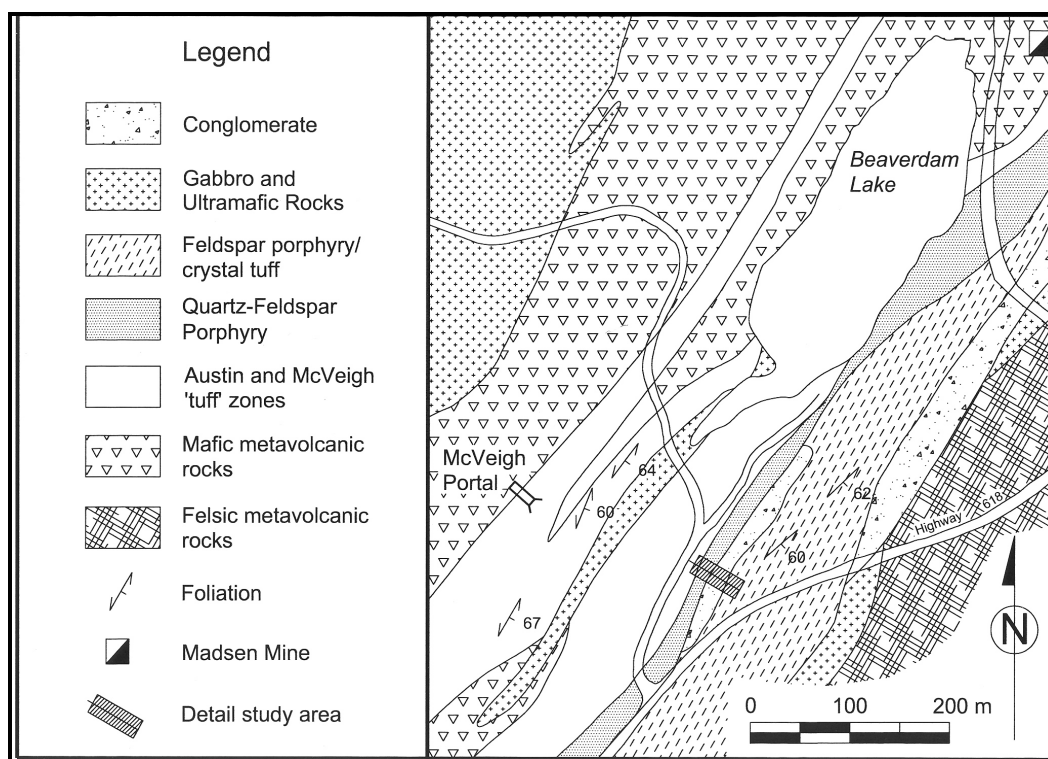 Legend
Conglomerate
Gabbro and
Ultramafic Rocks
Feldspar porphyry/
crystal tuff
Quartz-Feldspar
Porphyry
Austin and McVeigh
'tuff' zones
Mafic metavolcanic
rocks
Felsic metavolcanic
rocks
Foliation
Madsen Mine
Detail study area
Beaverdam
Lake
McVeigh
Portal
64
60
67
62
60
Highway 618
N
0 100 200 m